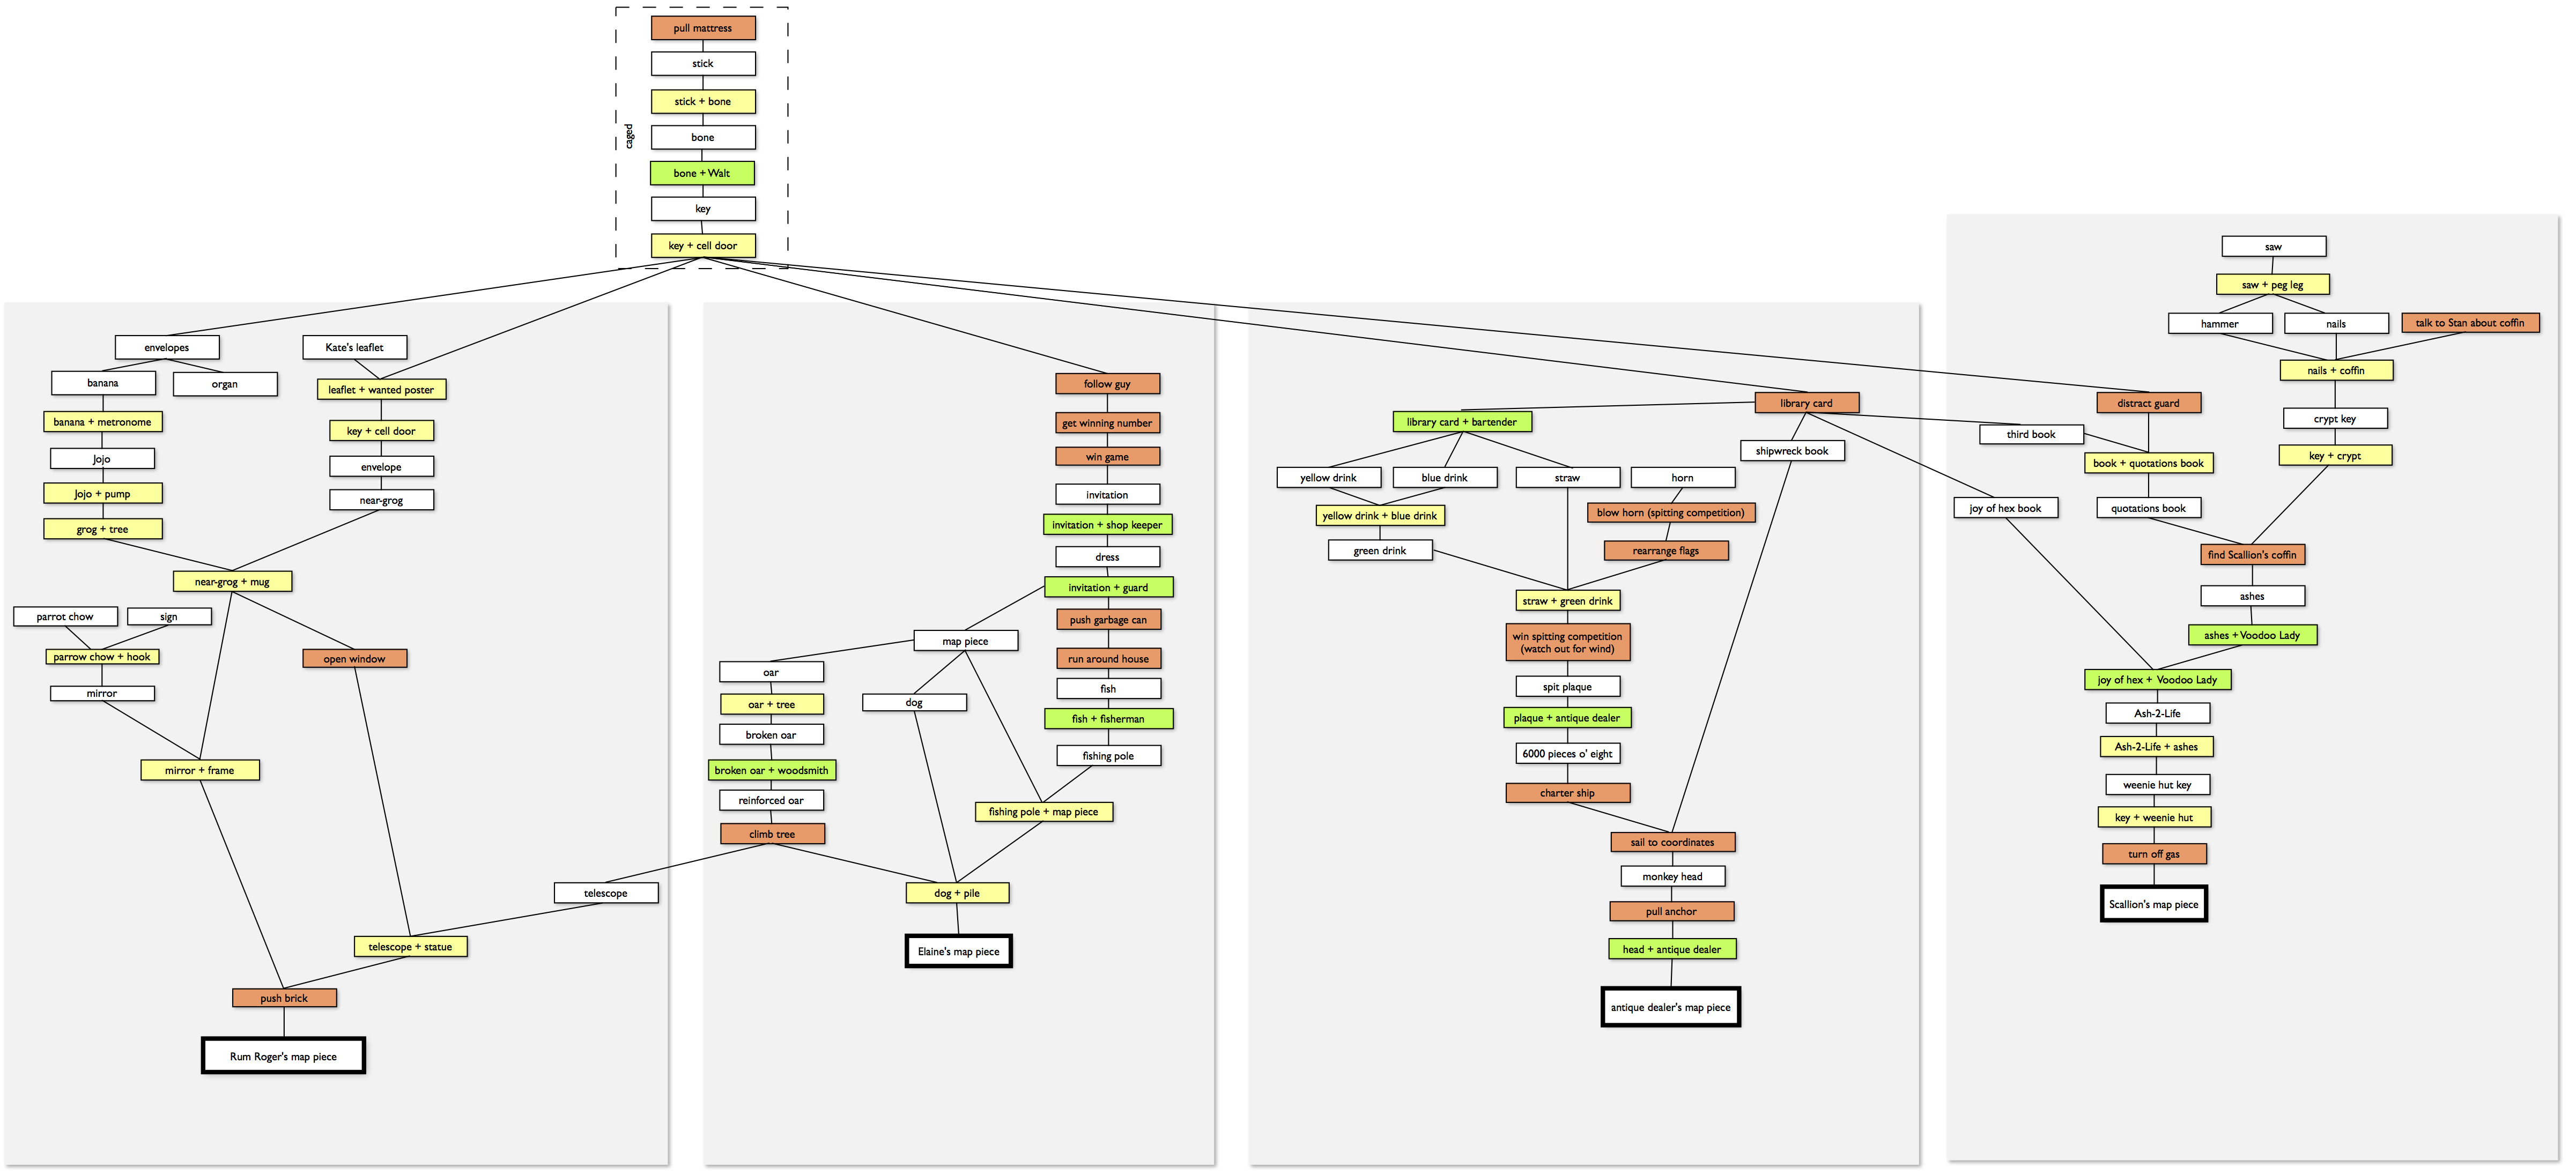 pull mattress
stick
stick + bone
bone
caged
bone + Walt
key
key + cell door
envelopes
Kate's leaflet
banana
organ
leaflet + wanted poster
banana + metronome
key + cell door
Jojo
envelope
Jojo + pump
near-grog
grog + tree
near-grog + mug
parrot chow
sign
parrow chow + hook
open window
mirror
mirror + frame
telescope
telescope + statue
push brick
Rum Roger's map piece
follow guy
get winning number
win game
invitation
invitation + shop keeper
dress
invitation + guard
push garbage can
map piece
run around house
oar
fish
dog
oar + tree
fish + fisherman
broken oar
fishing pole
broken oar + woodsmith
reinforced oar
fishing pole + map piece
climb tree
dog + pile
Elaine's map piece
library card
library card + bartender
shipwreck book
yellow drink
blue drink
straw
horn
yellow drink + blue drink
blow horn (spitting competition)
green drink
rearrange flags
straw + green drink
win spitting competition
(watch out for wind)
spit plaque
plaque + antique dealer
6000 pieces o' eight
charter ship
sail to coordinates
monkey head
pull anchor
head + antique dealer
antique dealer's map piece
saw
saw + peg leg
hammer
nails
talk to Stan about coffin
nails + coffin
distract guard
crypt key
third book
book + quotations book
key + crypt
joy of hex book
quotations book
find Scallion's coffin
ashes
ashes + Voodoo Lady
joy of hex + Voodoo Lady
Ash-2-Life
Ash-2-Life + ashes
weenie hut key
key + weenie hut
turn off gas
Scallion's map piece